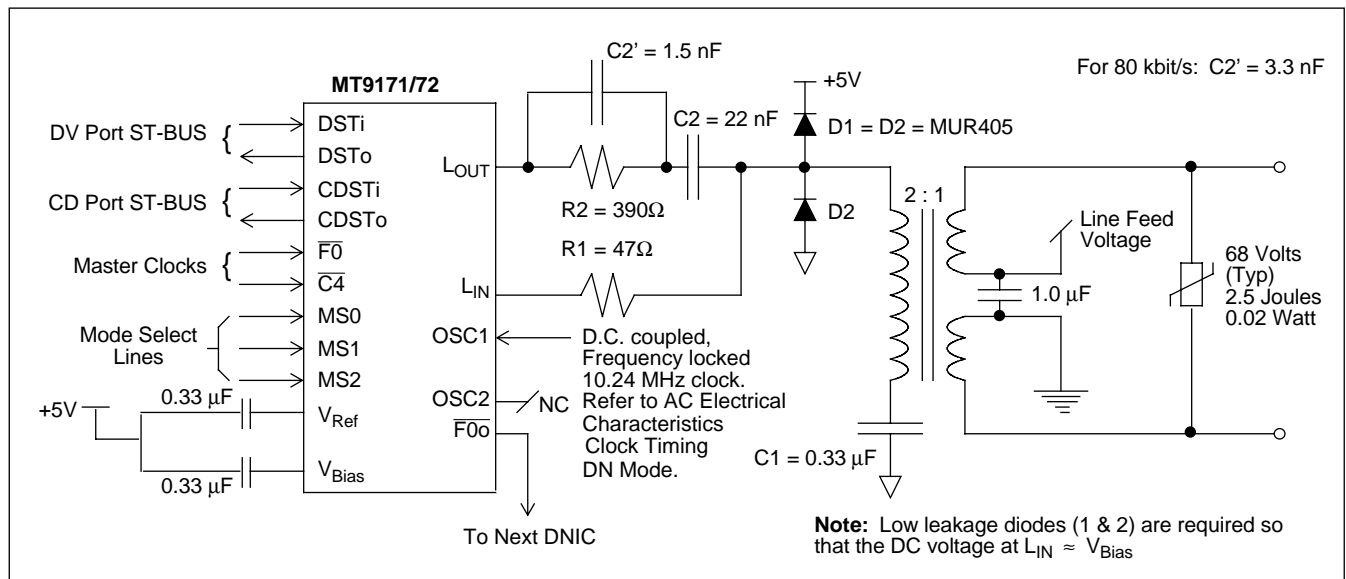 C2' = 1.5 nF
For 80 kbit/s: C2' = 3.3 nF
MT9171/72
+5V
DV Port ST-BUS {
DSTi
DSTo
CD Port ST-BUS {
CDSTi
CDSTo
Master Clocks {
F0
C4
Mode Select
Lines
MS0
MS1
MS2
+5V
0.33 µF
VRef
0.33 µF
VBias
LOUT
LIN
OSC1
OSC2
F0o
C2 = 22 nF
D1 = D2 = MUR405
R2 = 390Ω
D2
R1 = 47Ω
2 : 1
Line Feed
Voltage
1.0 µF
68 Volts
(Typ)
2.5 Joules
0.02 Watt
D.C. coupled,
Frequency locked
10.24 MHz clock.
NC
Refer to AC Electrical
Characteristics
Clock Timing
DN Mode.
C1 = 0.33 µF
To Next DNIC
Note: Low leakage diodes (1 & 2) are required so
that the DC voltage at LIN ≈ VBias